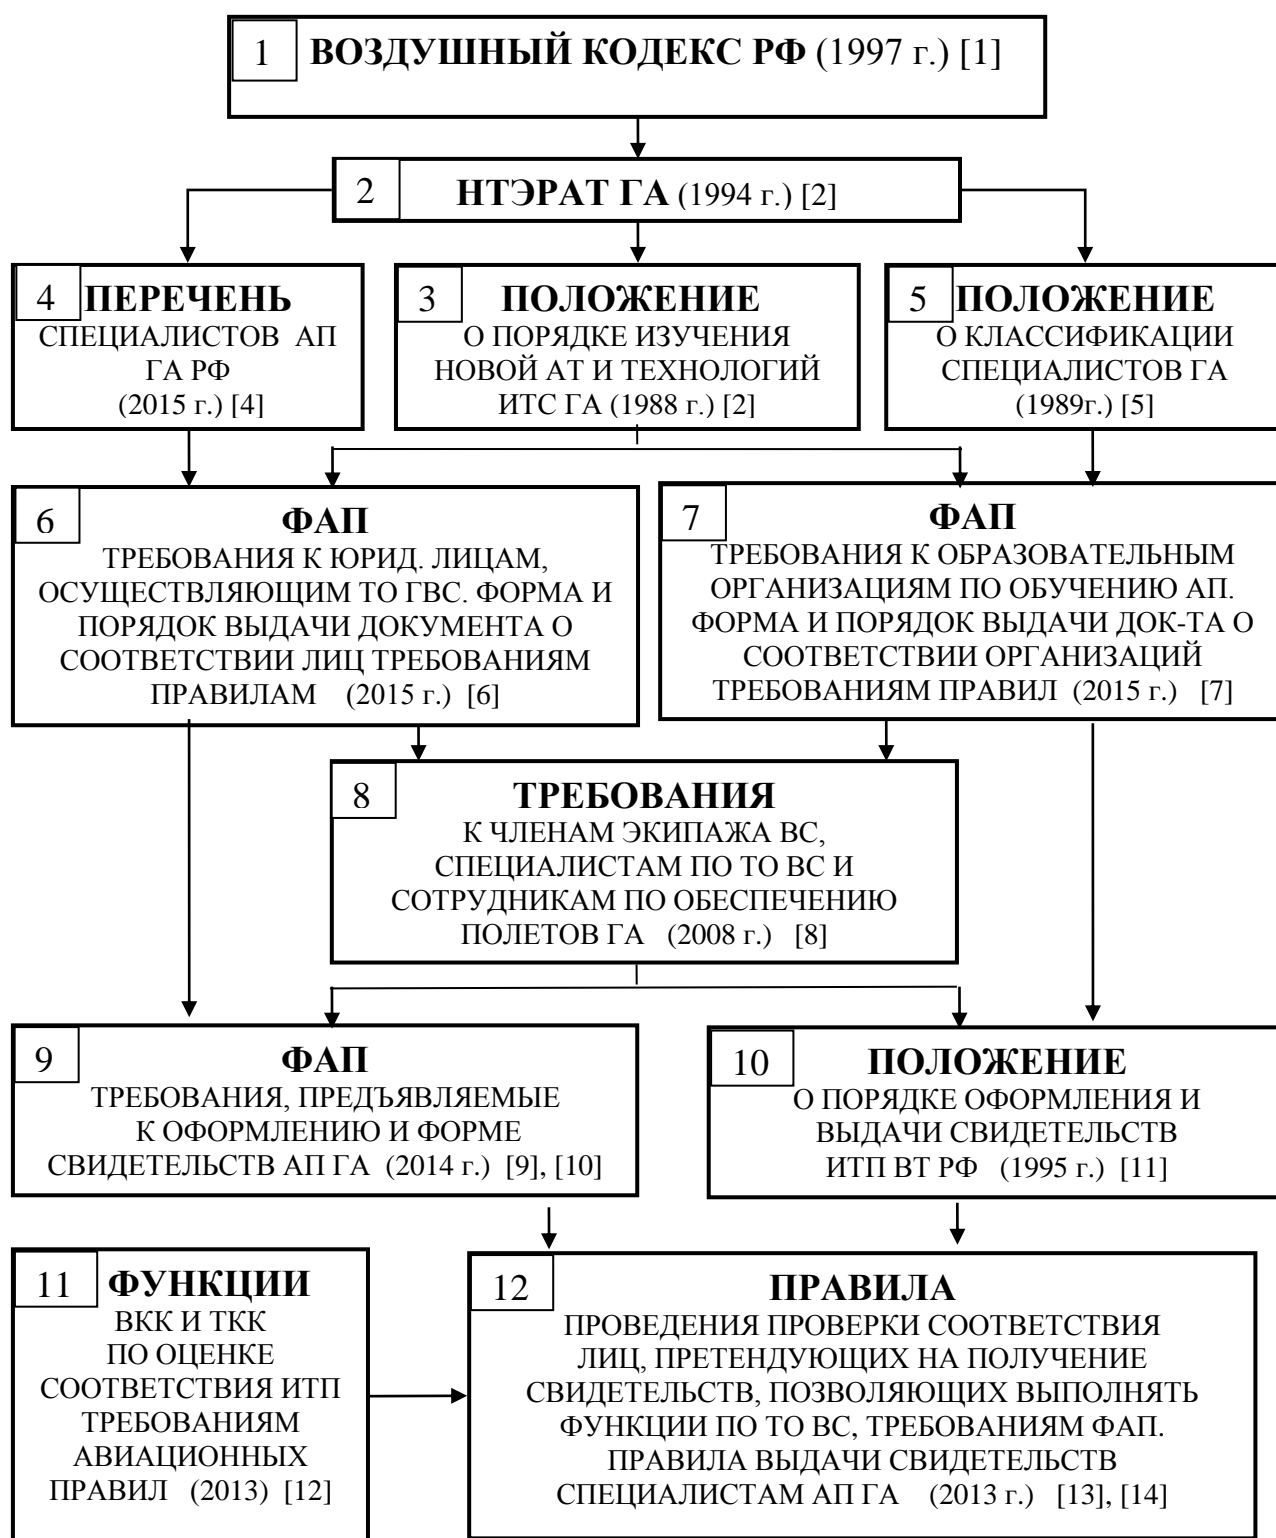 1 ВОЗДУШНЫЙ КОДЕКС РФ (1997 г.) [1]
2 НТЭРАТ ГА (1994 г.) [2]
4 ПЕРЕЧЕНЬ
СПЕЦИАЛИСТОВ АП
ГА РФ
(2015 г.) [4]
3 ПОЛОЖЕНИЕ
О ПОРЯДКЕ ИЗУЧЕНИЯ
НОВОЙ АТ И ТЕХНОЛОГИЙ
ИТС ГА (1988 г.) [2]
5 ПОЛОЖЕНИЕ
О КЛАССИФИКАЦИИ
СПЕЦИАЛИСТОВ ГА
(1989г.) [5]
6 ФАП
ТРЕБОВАНИЯ К ЮРИД. ЛИЦАМ,
ОСУЩЕСТВЛЯЮЩИМ ТО ГВС. ФОРМА И
ПОРЯДОК ВЫДАЧИ ДОКУМЕНТА О
СООТВЕТСТВИИ ЛИЦ ТРЕБОВАНИЯМ
ПРАВИЛАМ (2015 г.) [6]
7 ФАП
ТРЕБОВАНИЯ К ОБРАЗОВАТЕЛЬНЫМ
ОРГАНИЗАЦИЯМ ПО ОБУЧЕНИЮ АП.
ФОРМА И ПОРЯДОК ВЫДАЧИ ДОК-ТА О
СООТВЕТСТВИИ ОРГАНИЗАЦИЙ
ТРЕБОВАНИЯМ ПРАВИЛ (2015 г.) [7]
8 ТРЕБОВАНИЯ
К ЧЛЕНАМ ЭКИПАЖА ВС,
СПЕЦИАЛИСТАМ ПО ТО ВС И
СОТРУДНИКАМ ПО ОБЕСПЕЧЕНИЮ
ПОЛЕТОВ ГА (2008 г.) [8]
9 ФАП
ТРЕБОВАНИЯ, ПРЕДЪЯВЛЯЕМЫЕ
К ОФОРМЛЕНИЮ И ФОРМЕ
СВИДЕТЕЛЬСТВ АП ГА (2014 г.) [9], [10]
10 ПОЛОЖЕНИЕ
О ПОРЯДКЕ ОФОРМЛЕНИЯ И
ВЫДАЧИ СВИДЕТЕЛЬСТВ
ИТП ВТ РФ (1995 г.) [11]
11 ФУНКЦИИ
ВКК И ТКК
ПО ОЦЕНКЕ
СООТВЕТСТВИЯ ИТП
ТРЕБОВАНИЯМ
АВИАЦИОННЫХ
ПРАВИЛ (2013) [12]
12 ПРАВИЛА
ПРОВЕДЕНИЯ ПРОВЕРКИ СООТВЕТСТВИЯ
ЛИЦ, ПРЕТЕНДУЮЩИХ НА ПОЛУЧЕНИЕ
СВИДЕТЕЛЬСТВ, ПОЗВОЛЯЮЩИХ ВЫПОЛНЯТЬ
ФУНКЦИИ ПО ТО ВС, ТРЕБОВАНИЯМ ФАП.
ПРАВИЛА ВЫДАЧИ СВИДЕТЕЛЬСТВ
СПЕЦИАЛИСТАМ АП ГА (2013 г.) [13], [14]